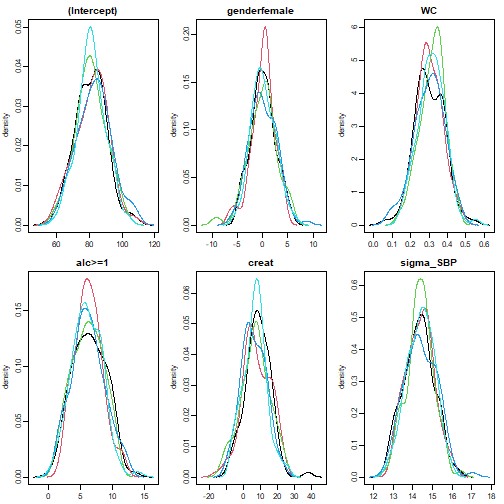 (Intercept)
density
0.00 0.01 0.02 0.03 0.04 0.05
60 80 100 120
genderfemale
density
0.00 0.05 0.10 0.15 0.20
-10 -5 0 5 10
WC
density
0 1 2 3 4 5 6
0.0 0.1 0.2 0.3 0.4 0.5 0.6
alc>=1
density
0.00 0.05 0.10 0.15
0 5 10 15
creat
density
0.00 0.01 0.02 0.03 0.04 0.05 0.06
-20 0 10 20 30 40
sigma_SBP
density
0.0 0.1 0.2 0.3 0.4 0.5 0.6
12 13 14 15 16 17 18